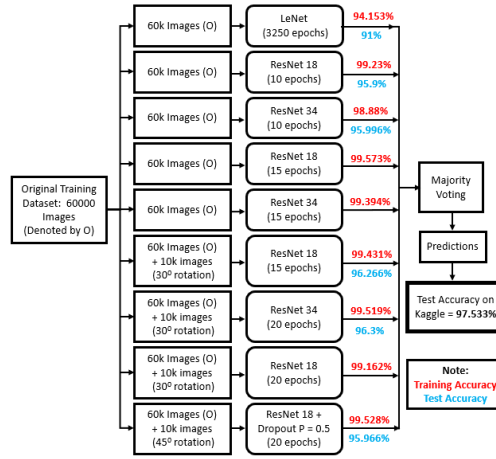 60k Images (O)
LeNet
(3250 epochs)
94.153%
91%
60k Images (O)
ResNet 18
(10 epochs)
99.23%
95.9%
60k Images (O)
ResNet 34
(10 epochs)
98.88%
95.996%
60k Images (O)
ResNet 18
(15 epochs)
99.573%
Original Training
Dataset: 60000
Images
(Denoted by O)
60k Images (O)
ResNet 34
(15 epochs)
99.394%
60k Images (O)
+ 10k images
(30⁰ rotation)
ResNet 18
(15 epochs)
99.431%
96.266%
60k Images (O)
+ 10k images
(30⁰ rotation)
ResNet 34
(20 epochs)
99.519%
96.3%
60k Images (O)
+ 10k images
(30⁰ rotation)
ResNet 18
(20 epochs)
99.162%
60k Images (O)
+ 10k images
(45⁰ rotation)
ResNet 18 +
Dropout P = 0.5
(20 epochs)
99.528%
95.966%
Majority
Voting
Predictions
Test Accuracy on
Kaggle = 97.533%
Note:
Training Accuracy
Test Accuracy